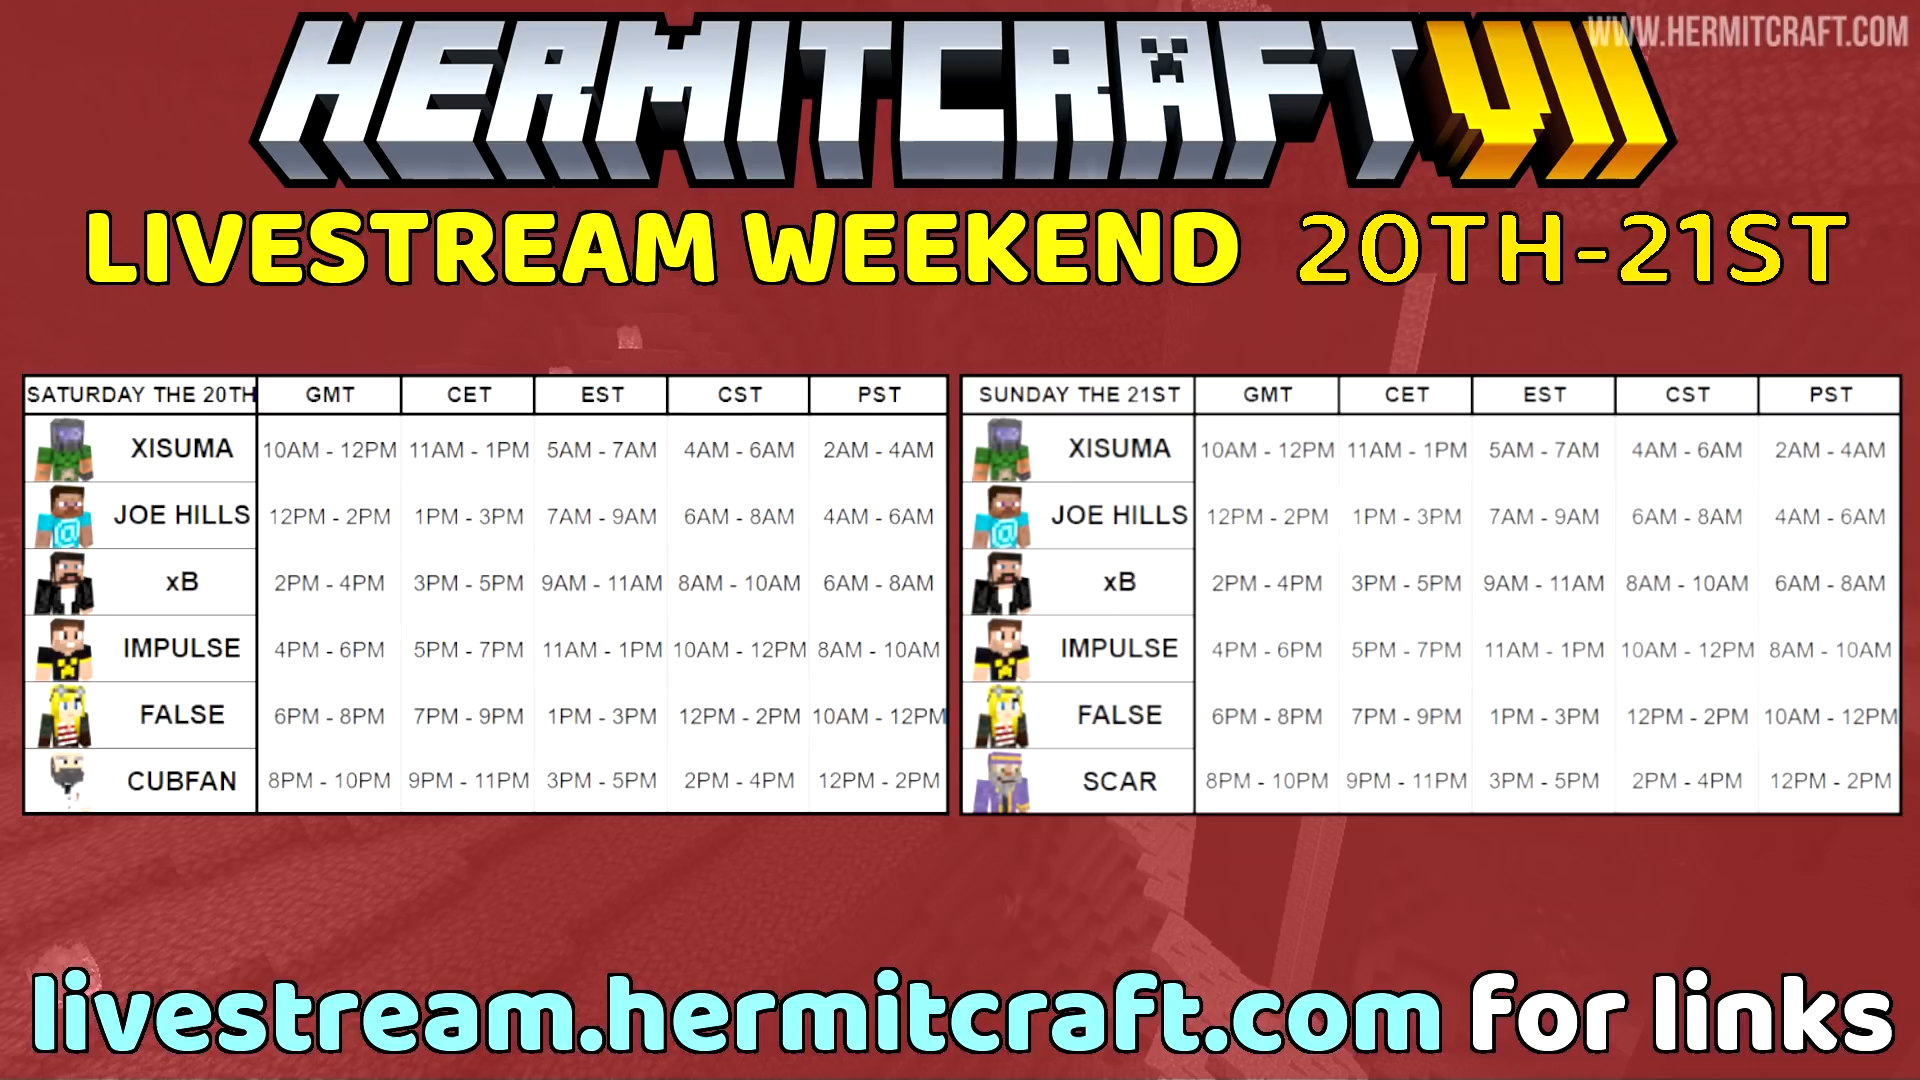 WWW.HERMITCRAFT.COM
HERMITCRAFT VII
LIVESTREAM WEEKEND 20TH-21ST
SATURDAY THE 20TH GMT CET EST CST PST
XISUMA 10AM - 12PM 11AM - 1PM 5AM - 7AM 4AM - 6AM 2AM - 4AM
JOE HILLS 12PM - 2PM 1PM - 3PM 7AM - 9AM 6AM - 8AM 4AM - 6AM
xB 2PM - 4PM 3PM - 5PM 9AM - 11AM 8AM - 10AM 6AM - 8AM
IMPULSE 4PM - 6PM 5PM - 7PM 11AM - 1PM 10AM - 12PM 8AM - 10AM
FALSE 6PM - 8PM 7PM - 9PM 1PM - 3PM 12PM - 2PM 10AM - 12PM
CUBFAN 8PM - 10PM 9PM - 11PM 3PM - 5PM 2PM - 4PM 12PM - 2PM
SUNDAY THE 21ST GMT CET EST CST PST
XISUMA 10AM - 12PM 11AM - 1PM 5AM - 7AM 4AM - 6AM 2AM - 4AM
JOE HILLS 12PM - 2PM 1PM - 3PM 7AM - 9AM 6AM - 8AM 4AM - 6AM
xB 2PM - 4PM 3PM - 5PM 9AM - 11AM 8AM - 10AM 6AM - 8AM
IMPULSE 4PM - 6PM 5PM - 7PM 11AM - 1PM 10AM - 12PM 8AM - 10AM
FALSE 6PM - 8PM 7PM - 9PM 1PM - 3PM 12PM - 2PM 10AM - 12PM
SCAR 8PM - 10PM 9PM - 11PM 3PM - 5PM 2PM - 4PM 12PM - 2PM
livestream.hermitcraft.com for links